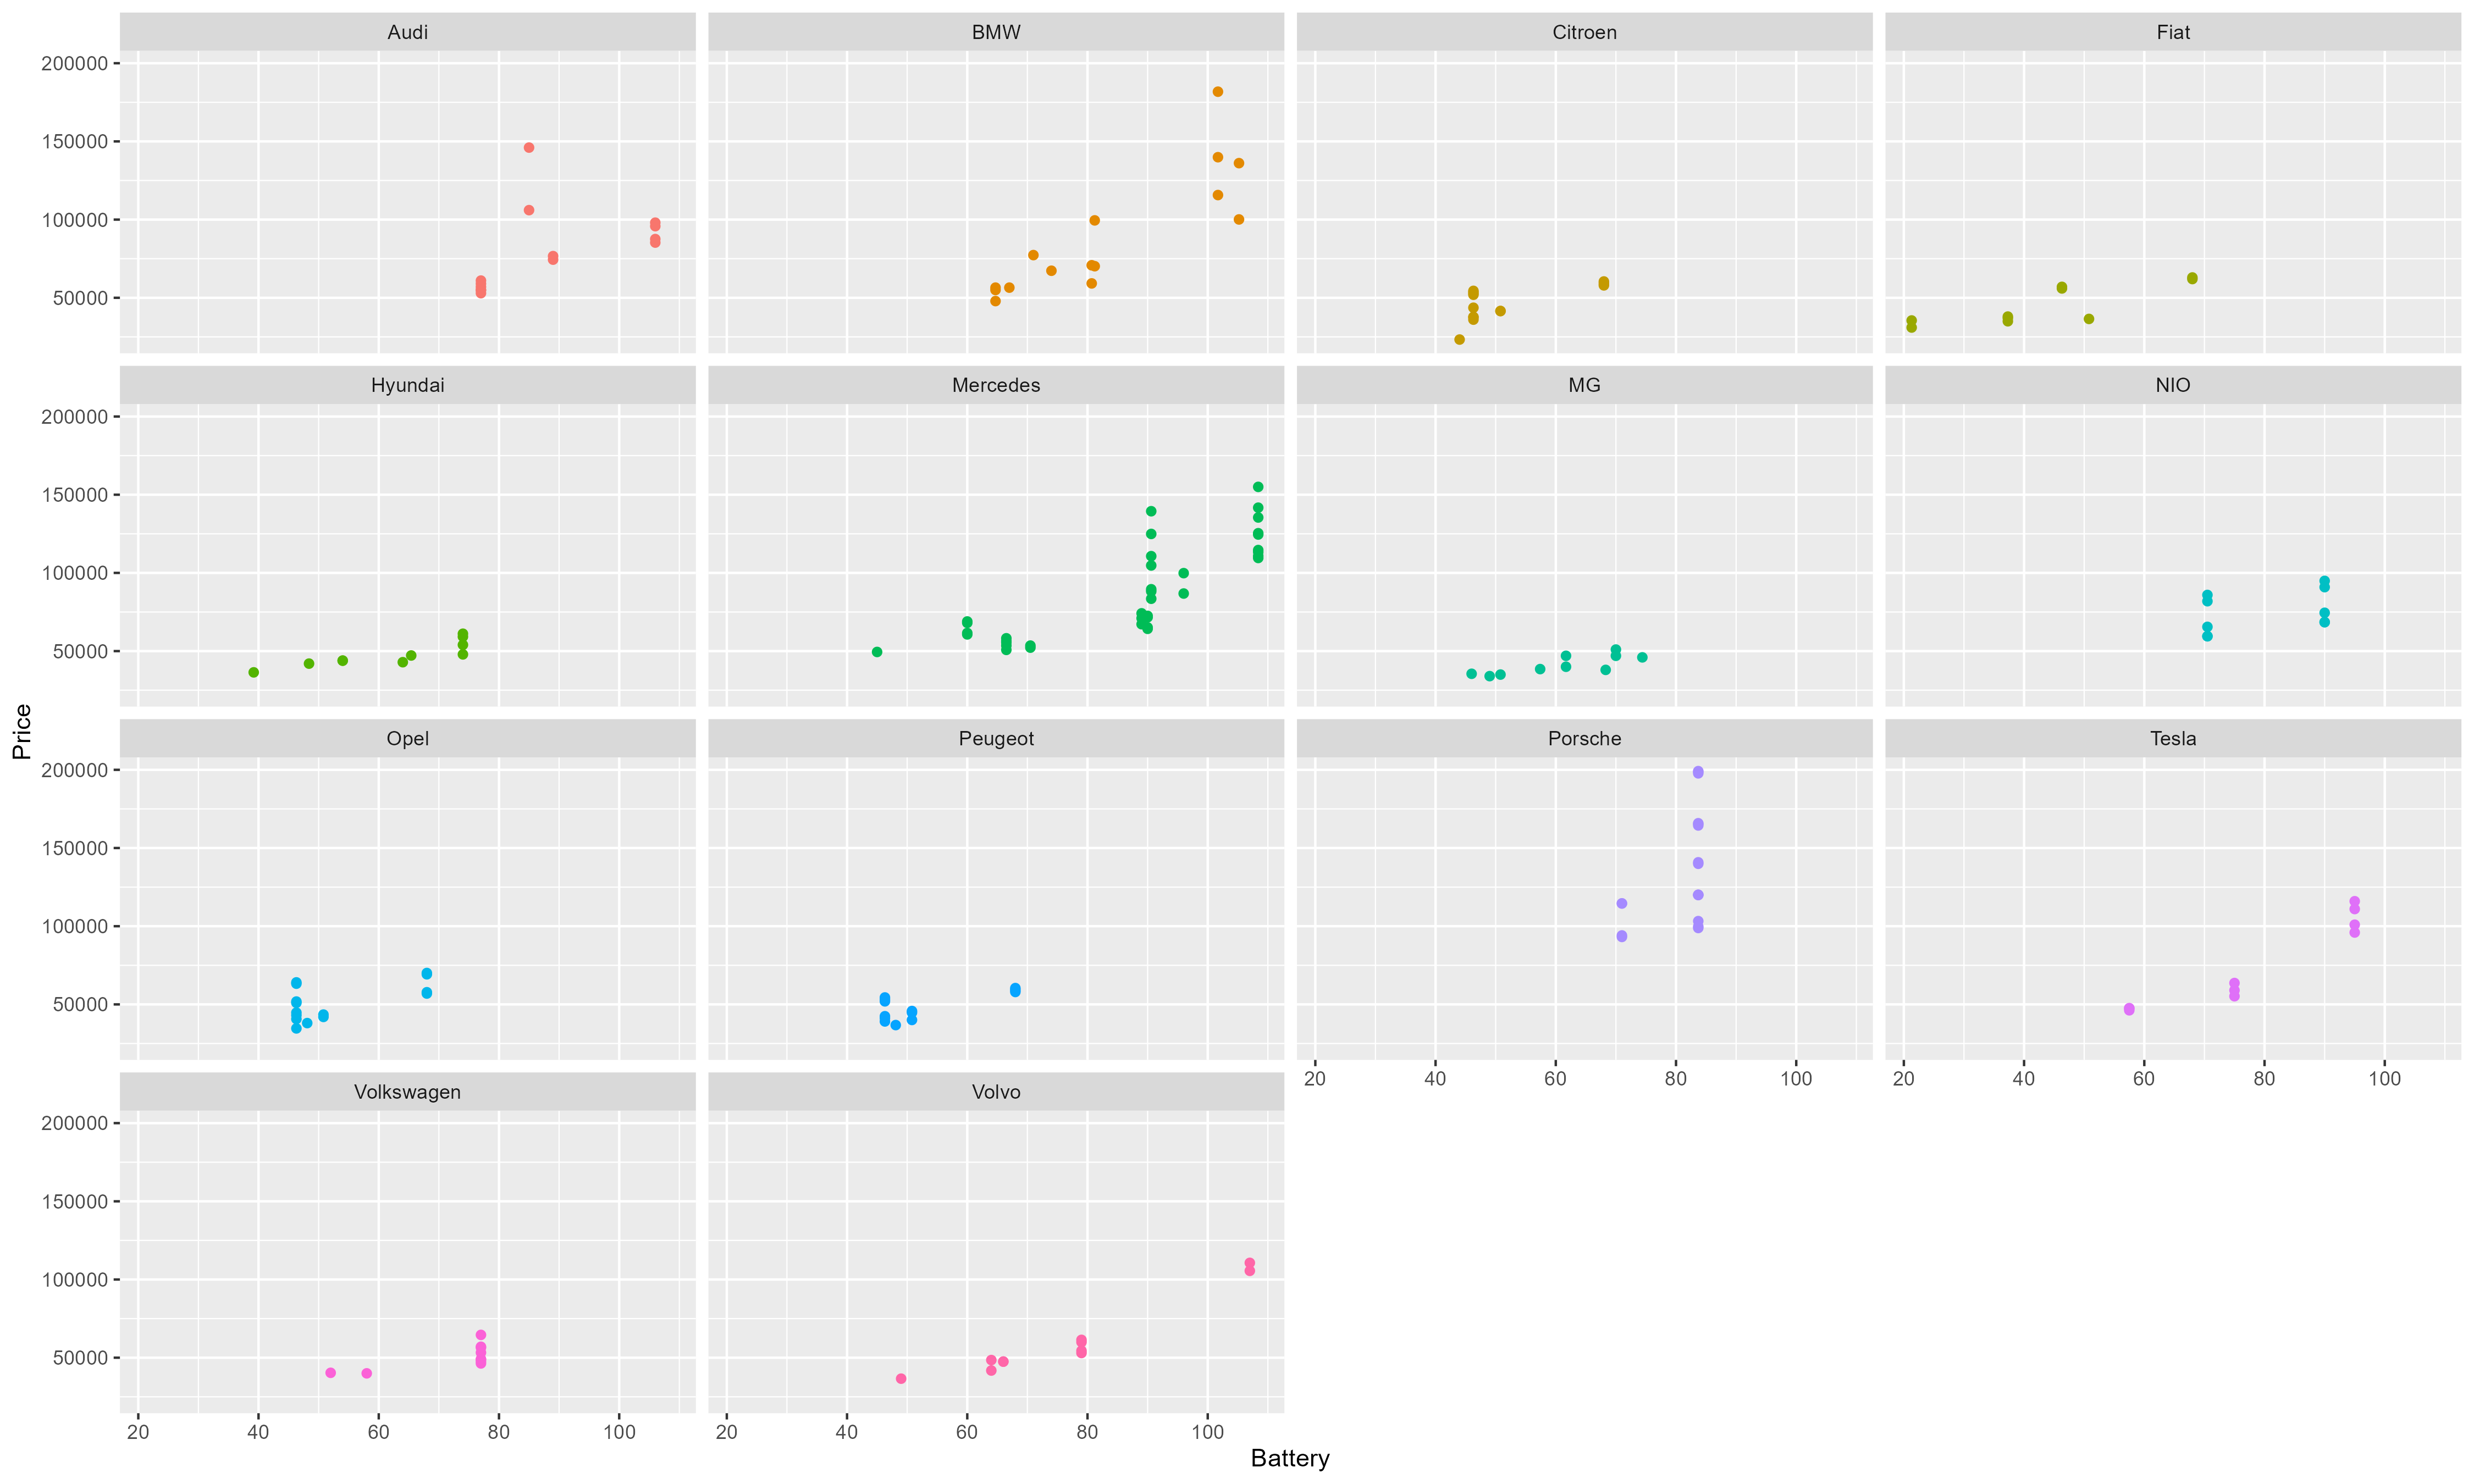 Audi BMW Citroen Fiat
200000
150000
100000
50000
Hyundai Mercedes MG NIO
200000
150000
100000
50000
Price
Opel Peugeot Porsche Tesla
200000
150000
100000
50000
20 40 60 80 100 20 40 60 80 100
Volkswagen Volvo
200000
150000
100000
50000
20 40 60 80 100 20 40 60 80 100
Battery